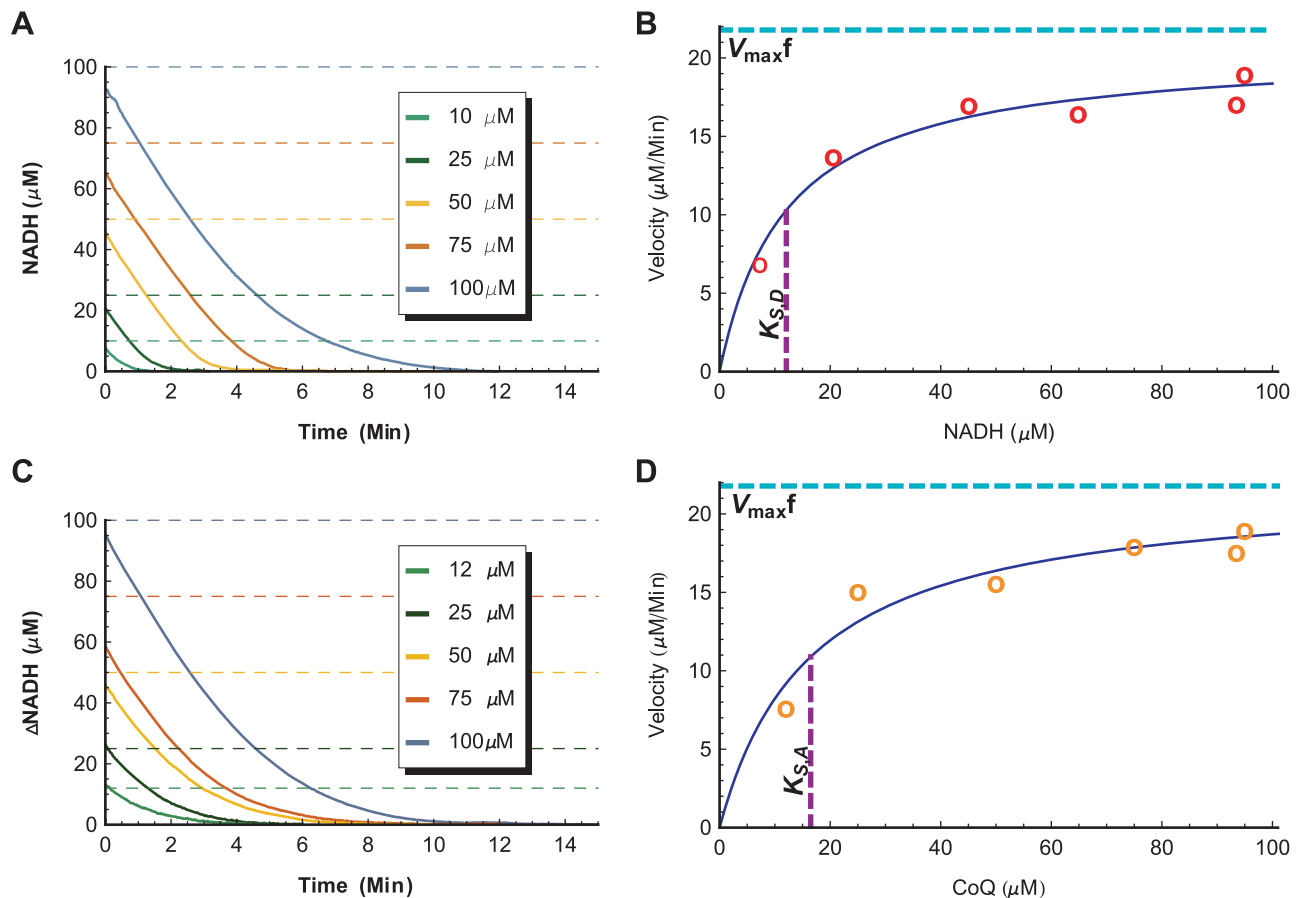 A
NADH (μM)
100
80
60
40
20
0
0 2 4 6 8 10 12 14
Time (Min)
10 μM
25 μM
50 μM
75 μM
100 μM
B
Velocity (μM/Min)
20
15
10
5
0
0 20 40 60 80 100
NADH (μM)
Vmaxf
KS,D
C
ΔNADH (μM)
100
80
60
40
20
0
0 2 4 6 8 10 12 14
Time (Min)
12 μM
25 μM
50 μM
75 μM
100 μM
D
Velocity (μM/Min)
20
15
10
5
0
0 20 40 60 80 100
CoQ (μM)
Vmaxf
KS,A